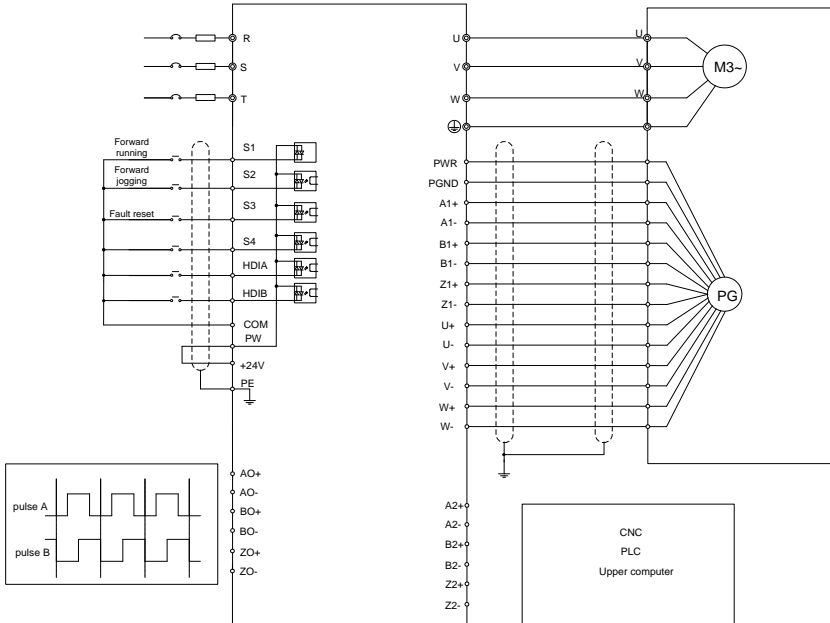 R
S
T
U
V
W
U
V
W
M3~
Forward
running
Forward
jogging
Fault reset
S1
S2
S3
S4
HDIA
HDIB
COM
PW
+24V
PE
PWR
PGND
A1+
A1-
B1+
B1-
Z1+
Z1-
U+
U-
V+
V-
W+
W-
PG
pulse A
pulse B
AO+
AO-
BO+
BO-
ZO+
ZO-
A2+
A2-
B2+
B2-
Z2+
Z2-
CNC
PLC
Upper computer